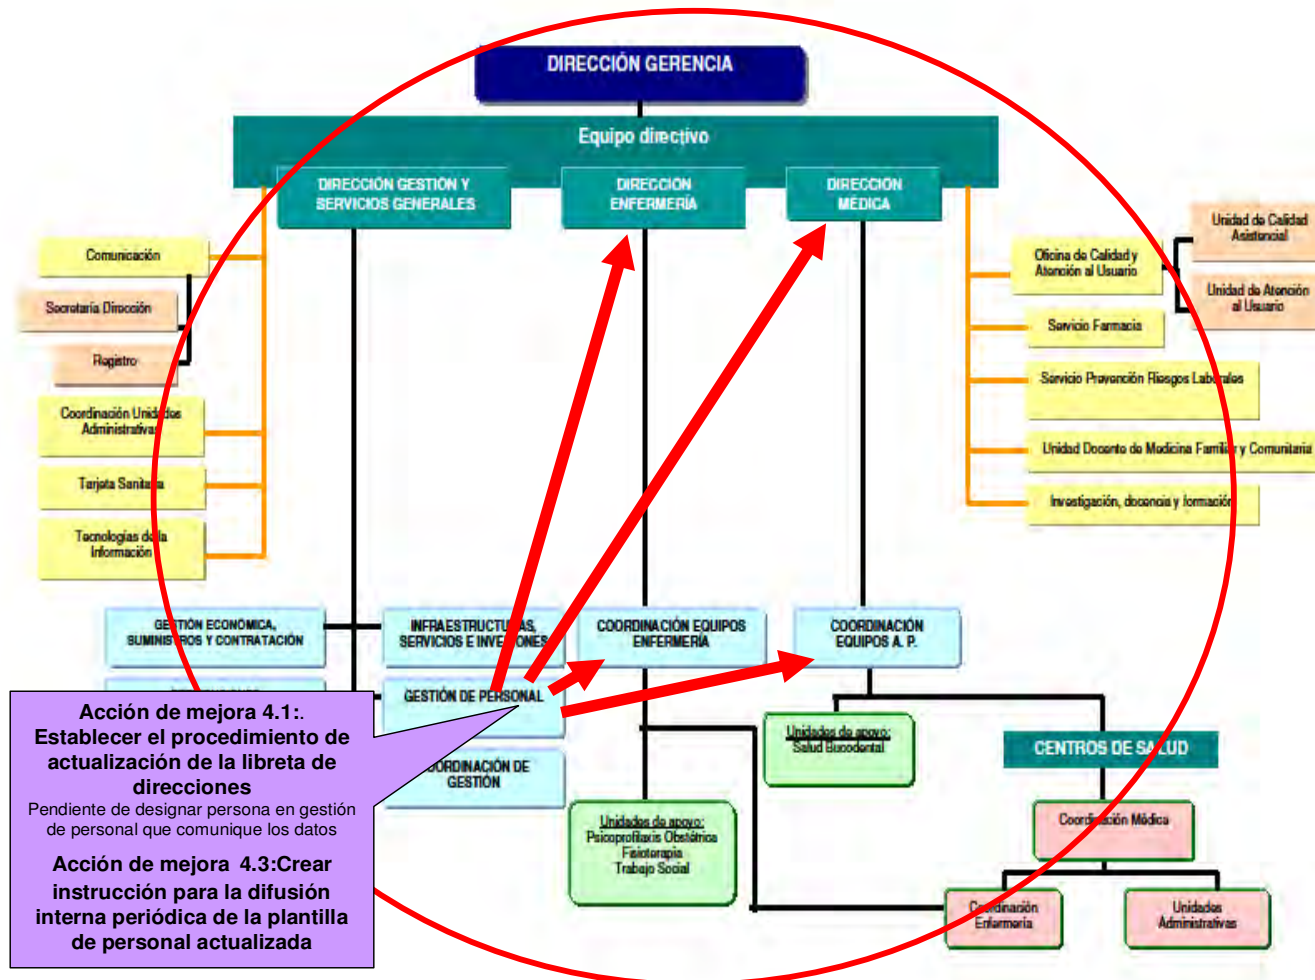 DIRECCIÓN GERENCIA
Equipo directivo
DIRECCIÓN GESTIÓN Y
SERVICIOS GENERALES
DIRECCIÓN
ENFERMERÍA
DIRECCIÓN
MÉDICA
Comunicación
Secretaría Dirección
Registro
Coordinación Unidades
Administrativas
Tarjeta Sanitaria
Tecnologías de la
Información
Oficina de Calidad y
Atención al Usuario
Unidad de Calidad
Asistencial
Unidad de Atención
al Usuario
Servicio Farmacia
Servicio Prevención Riesgos Laborales
Unidad Docente de Medicina Familiar y Comunitaria
Investigación, docencia y formación
GESTIÓN ECONÓMICA,
SUMINISTROS Y CONTRATACIÓN
INFRAESTRUCTURAS,
SERVICIOS E INVERSIONES
COORDINACIÓN EQUIPOS
ENFERMERÍA
COORDINACIÓN
EQUIPOS A. P.
GESTIÓN DE PERSONAL
COORDINACIÓN DE
GESTIÓN
Unidades de apoyo:
Salud Bucodental
CENTROS DE SALUD
Unidades de apoyo:
Psicoprofilaxis Obstétrica
Fisioterapia
Trabajo Social
Coordinación Médica
Coordinación
Enfermería
Unidades
Administrativas
Acción de mejora 4.1:.
Establecer el procedimiento de
actualización de la libreta de
direcciones
Pendiente de designar persona en gestión
de personal que comunique los datos
Acción de mejora 4.3:Crear
instrucción para la difusión
interna periódica de la plantilla
de personal actualizada